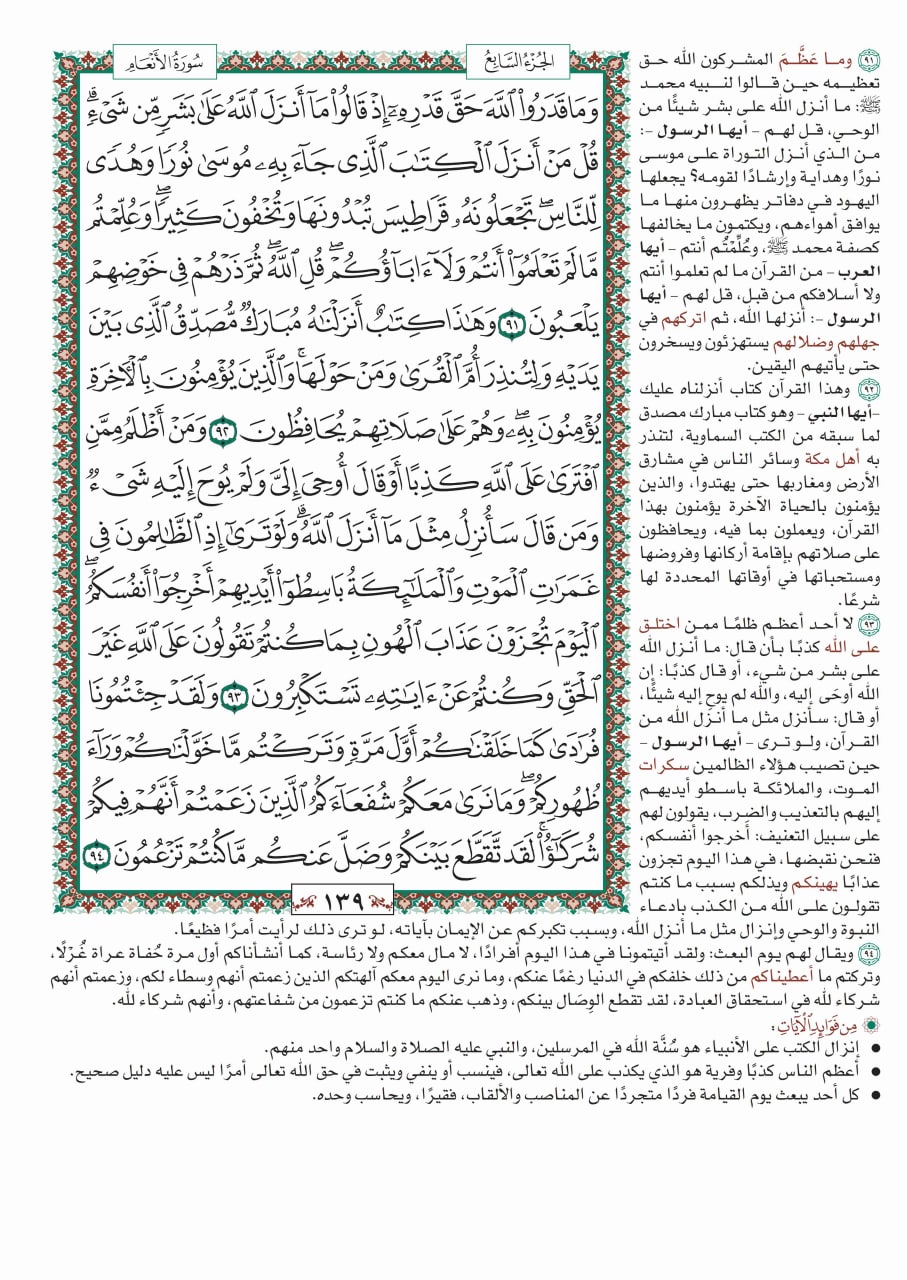 سُورَةُ الأَنْعَامِ
الجُزْءُ السَّابِعُ
وَمَا قَدَرُوا۟ ٱللَّهَ حَقَّ قَدْرِهِۦٓ إِذْ قَالُوا۟ مَآ أَنزَلَ ٱللَّهُ عَلَىٰ بَشَرٍ مِّن شَىْءٍ ۗ
قُلْ مَنْ أَنزَلَ ٱلْكِتَٰبَ ٱلَّذِى جَآءَ بِهِۦ مُوسَىٰ نُورًا وَهُدًى
لِّلنَّاسِ ۖ تَجْعَلُونَهُۥ قَرَاطِيسَ تُبْدُونَهَا وَتُخْفُونَ كَثِيرًا ۖ وَعُلِّمْتُم
مَّا لَمْ تَعْلَمُوٓا۟ أَنتُمْ وَلَآ ءَابَآؤُكُمْ ۖ قُلِ ٱللَّهُ ۖ ثُمَّ ذَرْهُمْ فِى خَوْضِهِمْ
يَلْعَبُونَ ٩١ وَهَٰذَا كِتَٰبٌ أَنزَلْنَٰهُ مُبَارَكٌ مُّصَدِّقُ ٱلَّذِى بَيْنَ
يَدَيْهِ وَلِتُنذِرَ أُمَّ ٱلْقُرَىٰ وَمَنْ حَوْلَهَا ۚ وَٱلَّذِينَ يُؤْمِنُونَ بِٱلْءَاخِرَةِ
يُؤْمِنُونَ بِهِۦ ۖ وَهُمْ عَلَىٰ صَلَاتِهِمْ يُحَافِظُونَ ٩٢ وَمَنْ أَظْلَمُ مِمَّنِ
ٱفْتَرَىٰ عَلَى ٱللَّهِ كَذِبًا أَوْ قَالَ أُوحِىَ إِلَىَّ وَلَمْ يُوحَ إِلَيْهِ شَىْءٌ
وَمَن قَالَ سَأُنزِلُ مِثْلَ مَآ أَنزَلَ ٱللَّهُ ۗ وَلَوْ تَرَىٰٓ إِذِ ٱلظَّٰلِمُونَ فِى
غَمَرَٰتِ ٱلْمَوْتِ وَٱلْمَلَٰٓئِكَةُ بَاسِطُوٓا۟ أَيْدِيهِمْ أَخْرِجُوٓا۟ أَنفُسَكُمُ ۖ
ٱلْيَوْمَ تُجْزَوْنَ عَذَابَ ٱلْهُونِ بِمَا كُنتُمْ تَقُولُونَ عَلَى ٱللَّهِ غَيْرَ
ٱلْحَقِّ وَكُنتُمْ عَنْ ءَايَٰتِهِۦ تَسْتَكْبِرُونَ ٩٣ وَلَقَدْ جِئْتُمُونَا
فُرَٰدَىٰ كَمَا خَلَقْنَٰكُمْ أَوَّلَ مَرَّةٍ وَتَرَكْتُم مَّا خَوَّلْنَٰكُمْ وَرَآءَ
ظُهُورِكُمْ ۖ وَمَا نَرَىٰ مَعَكُمْ شُفَعَآءَكُمُ ٱلَّذِينَ زَعَمْتُمْ أَنَّهُمْ فِيكُمْ
شُرَكَٰٓؤُا۟ ۚ لَقَد تَّقَطَّعَ بَيْنَكُمْ وَضَلَّ عَنكُم مَّا كُنتُمْ تَزْعُمُونَ ٩٤
١٣٩
٩١ وما عَظَّمَ المشركون الله حق
تعظيمه حين قالوا لنبيه محمد
ﷺ: ما أنزل الله على بشر شيئًا من
الوحي، قل لهم - أيها الرسول -:
من الذي أنزل التوراة على موسى
نورًا وهداية وإرشادًا لقومه؟ يجعلها
اليهود في دفاتر يظهرون منها ما
يوافق أهواءهم، ويكتمون ما يخالفها
كصفة محمد ﷺ، وعُلِّمْتُم أنتم - أيها
العرب - من القرآن ما لم تعلموا أنتم
ولا أسلافكم من قبل، قل لهم - أيها
الرسول -: أنزلها الله، ثم اتركهم في
جهلهم وضلالهم يستهزئون ويسخرون
حتى يأتيهم اليقين.
٩٢ وهذا القرآن كتاب أنزلناه عليك
-أيها النبي - وهو كتاب مبارك مصدق
لما سبقه من الكتب السماوية، لتنذر
به أهل مكة وسائر الناس في مشارق
الأرض ومغاربها حتى يهتدوا، والذين
يؤمنون بالحياة الآخرة يؤمنون بهذا
القرآن، ويعملون بما فيه، ويحافظون
على صلاتهم بإقامة أركانها وفروضها
ومستحباتها في أوقاتها المحددة لها
شرعًا.
٩٣ لا أحد أعظم ظلمًا ممن اختلق
على الله كذبًا بأن قال: ما أنزل الله
على بشر من شيء، أو قال كذبًا: إن
الله أوحَى إليه، والله لم يوحِ إليه شيئًا،
أو قال: سأنزل مثل ما أنزل الله من
القرآن، ولو ترى - أيها الرسول -
حين تصيب هؤلاء الظالمين سكرات
الموت، والملائكة باسطو أيديهم
إليهم بالتعذيب والضرب، يقولون لهم
على سبيل التعنيف: أَخرجوا أنفسكم،
فنحن نقبضها، في هذا اليوم تجزون
عذابًا يهينكم ويذلكم بسبب ما كنتم
تقولون على الله من الكذب بادعاء
النبوة والوحي وإنزال مثل ما أنزل الله، وبسبب تكبركم عن الإيمان بآياته، لو ترى ذلك لرأيت أمرًا فظيعًا.
٩٤ ويقال لهم يوم البعث: ولقد أتيتمونا في هذا اليوم أفرادًا، لا مال معكم ولا رئاسة، كما أنشأناكم أول مرة حُفاة عراة غُرْلًا،
وتركتم ما أعطيناكم من ذلك خلفكم في الدنيا رغمًا عنكم، وما نرى اليوم معكم آلهتكم الذين زعمتم أنهم وسطاء لكم، وزعمتم أنهم
شركاء لله في استحقاق العبادة، لقد تقطع الوِصَال بينكم، وذهب عنكم ما كنتم تزعمون من شفاعتهم، وأنهم شركاء لله.
مِن فَوَائِدِ الآيَاتِ:
• إنزال الكتب على الأنبياء هو سُنَّة الله في المرسلين، والنبي عليه الصلاة والسلام واحد منهم.
• أعظم الناس كذبًا وفرية هو الذي يكذب على الله تعالى، فينسب أو ينفي ويثبت في حق الله تعالى أمرًا ليس عليه دليل صحيح.
• كل أحد يبعث يوم القيامة فردًا متجردًا عن المناصب والألقاب، فقيرًا، ويحاسب وحده.